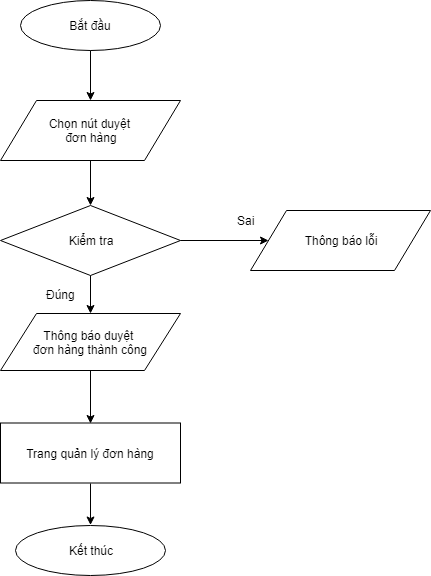 Bắt đầu
Chọn nút duyệt
đơn hàng
Kiểm tra
Sai
Thông báo lỗi
Đúng
Thông báo duyệt
đơn hàng thành công
Trang quản lý đơn hàng
Kết thúc